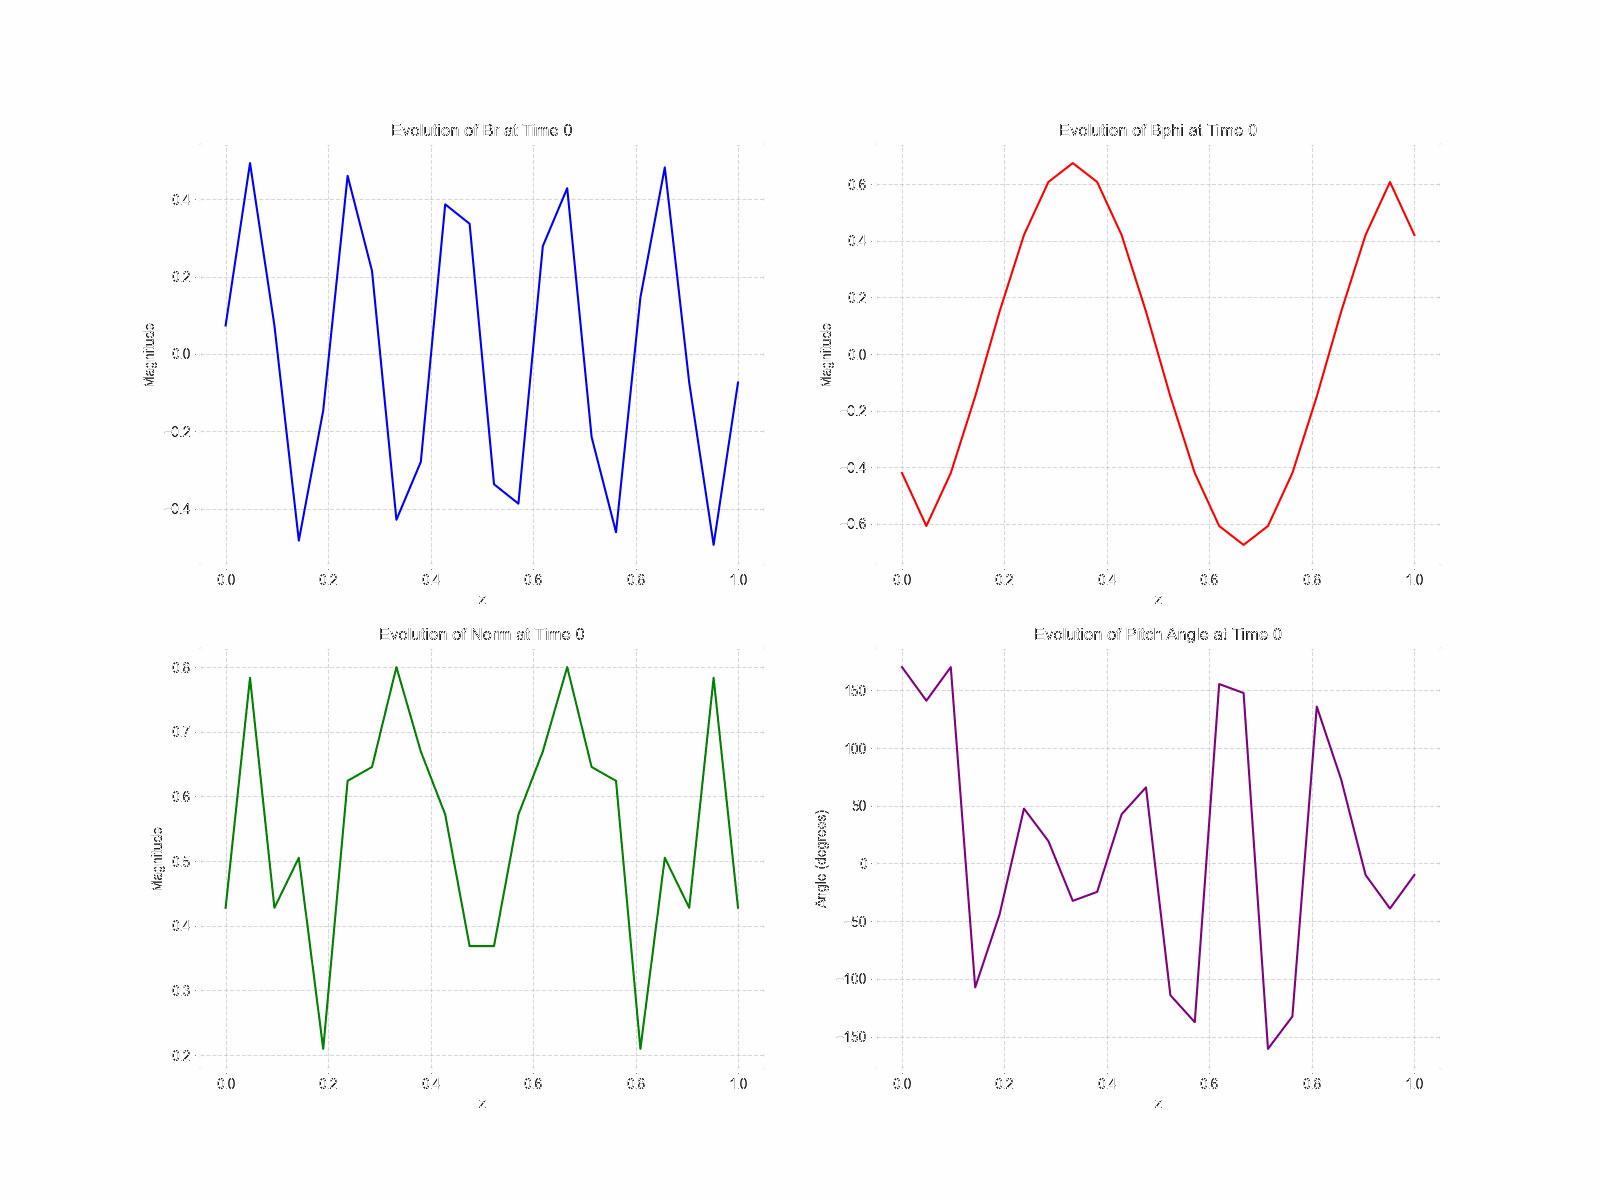 Evolution of Br at Time 0
Magnitude
0.4
0.2
0.0
−0.2
−0.4
0.0 0.2 0.4 0.6 0.8 1.0
z
Evolution of Bphi at Time 0
Magnitude
0.6
0.4
0.2
0.0
−0.2
−0.4
−0.6
0.0 0.2 0.4 0.6 0.8 1.0
z
Evolution of Norm at Time 0
Magnitude
0.8
0.7
0.6
0.5
0.4
0.3
0.2
0.0 0.2 0.4 0.6 0.8 1.0
z
Evolution of Pitch Angle at Time 0
Angle (degrees)
150
100
50
0
−50
−100
−150
0.0 0.2 0.4 0.6 0.8 1.0
z